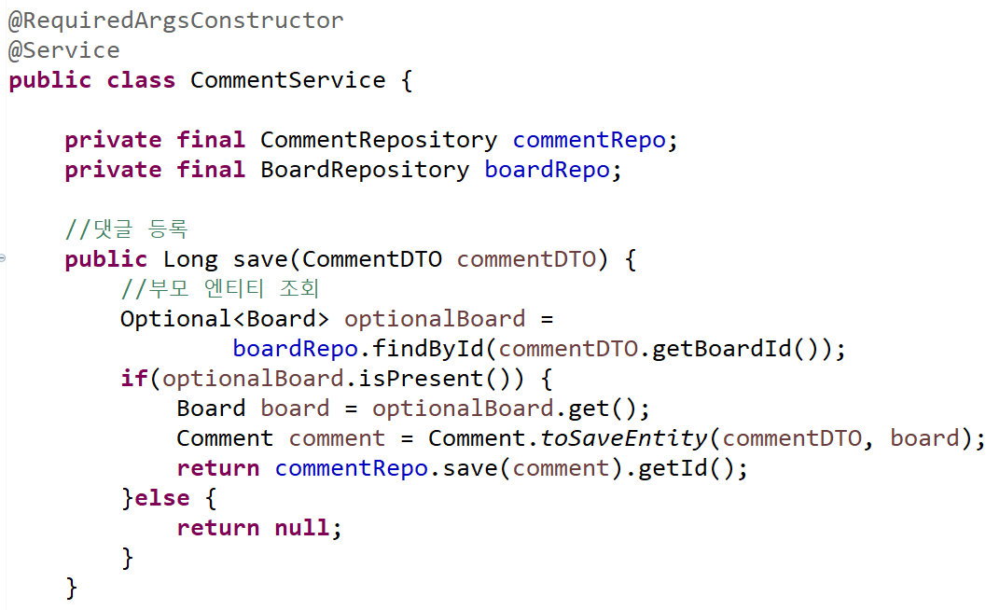 @RequiredArgsConstructor
@Service
public class CommentService {
private final CommentRepository commentRepo;
private final BoardRepository boardRepo;
//댓글 등록
public Long save(CommentDTO commentDTO) {
//부모 엔티티 조회
Optional<Board> optionalBoard =
boardRepo.findById(commentDTO.getBoardId());
if(optionalBoard.isPresent()) {
Board board = optionalBoard.get();
Comment comment = Comment.toSaveEntity(commentDTO, board);
return commentRepo.save(comment).getId();
}else {
return null;
}
}